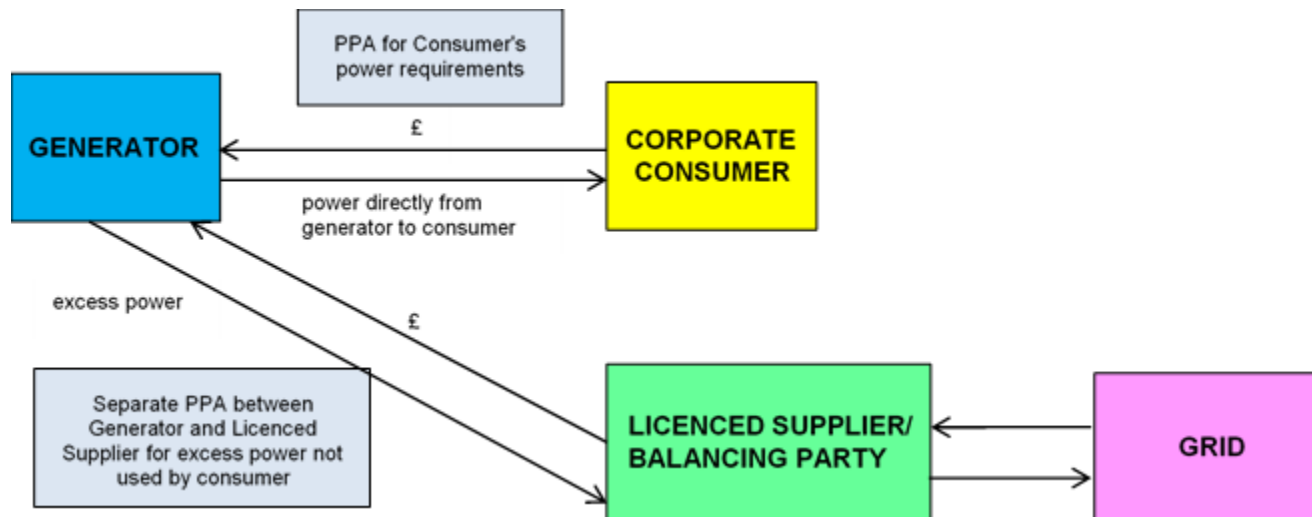 PPA for Consumer's
power requirements
GENERATOR
£
CORPORATE
CONSUMER
power directly from
generator to consumer
excess power
£
Separate PPA between
Generator and Licenced
Supplier for excess power not
used by consumer
LICENCED SUPPLIER/
BALANCING PARTY
GRID